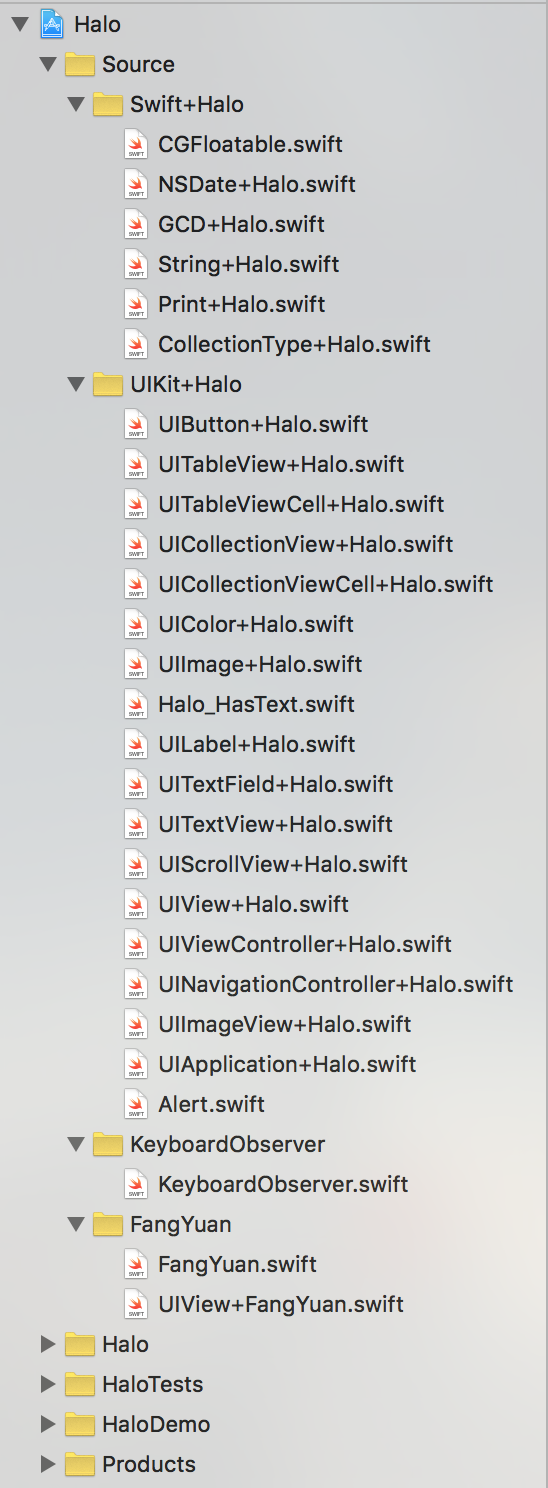 Halo
Source
Swift+Halo
CGFloatable.swift
NSDate+Halo.swift
GCD+Halo.swift
String+Halo.swift
Print+Halo.swift
CollectionType+Halo.swift
UIKit+Halo
UIButton+Halo.swift
UITableView+Halo.swift
UITableViewCell+Halo.swift
UICollectionView+Halo.swift
UICollectionViewCell+Halo.swift
UIColor+Halo.swift
UIImage+Halo.swift
Halo_HasText.swift
UILabel+Halo.swift
UITextField+Halo.swift
UITextView+Halo.swift
UIScrollView+Halo.swift
UIView+Halo.swift
UIViewController+Halo.swift
UINavigationController+Halo.swift
UIImageView+Halo.swift
UIApplication+Halo.swift
Alert.swift
KeyboardObserver
KeyboardObserver.swift
FangYuan
FangYuan.swift
UIView+FangYuan.swift
Halo
HaloTests
HaloDemo
Products